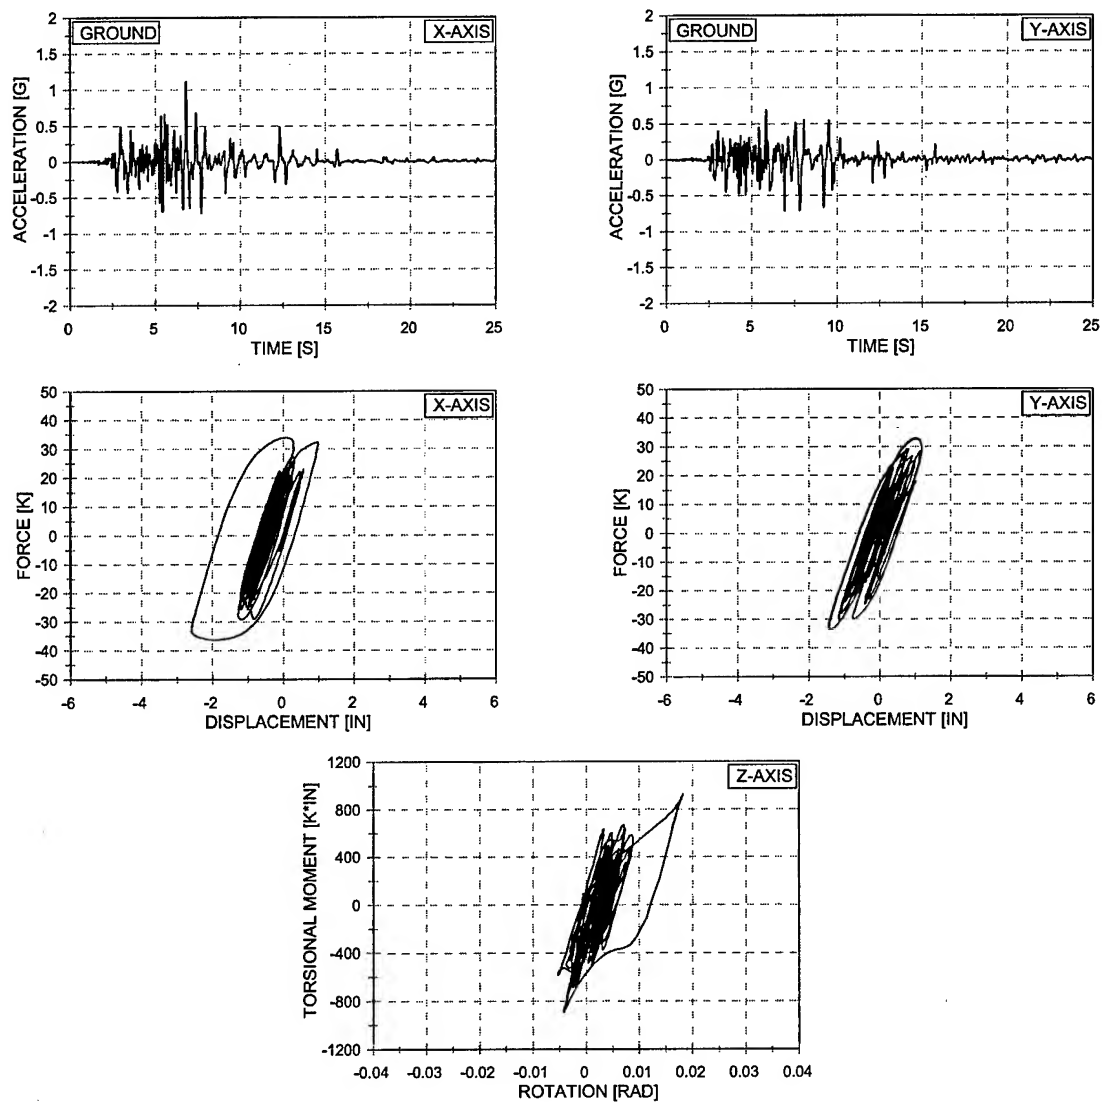 GROUND X-AXIS
2
1.5
1
0.5
0
-0.5
-1
-1.5
-2
ACCELERATION [G]
0 5 10 15 20 25
TIME [S]
GROUND Y-AXIS
2
1.5
1
0.5
0
-0.5
-1
-1.5
-2
ACCELERATION [G]
0 5 10 15 20 25
TIME [S]
X-AXIS
50
40
30
20
10
0
-10
-20
-30
-40
-50
FORCE [K]
-6 -4 -2 0 2 4 6
DISPLACEMENT [IN]
Y-AXIS
50
40
30
20
10
0
-10
-20
-30
-40
-50
FORCE [K]
-6 -4 -2 0 2 4 6
DISPLACEMENT [IN]
Z-AXIS
1200
800
400
0
-400
-800
-1200
TORSIONAL MOMENT [K*IN]
-0.04 -0.03 -0.02 -0.01 0 0.01 0.02 0.03 0.04
ROTATION [RAD]